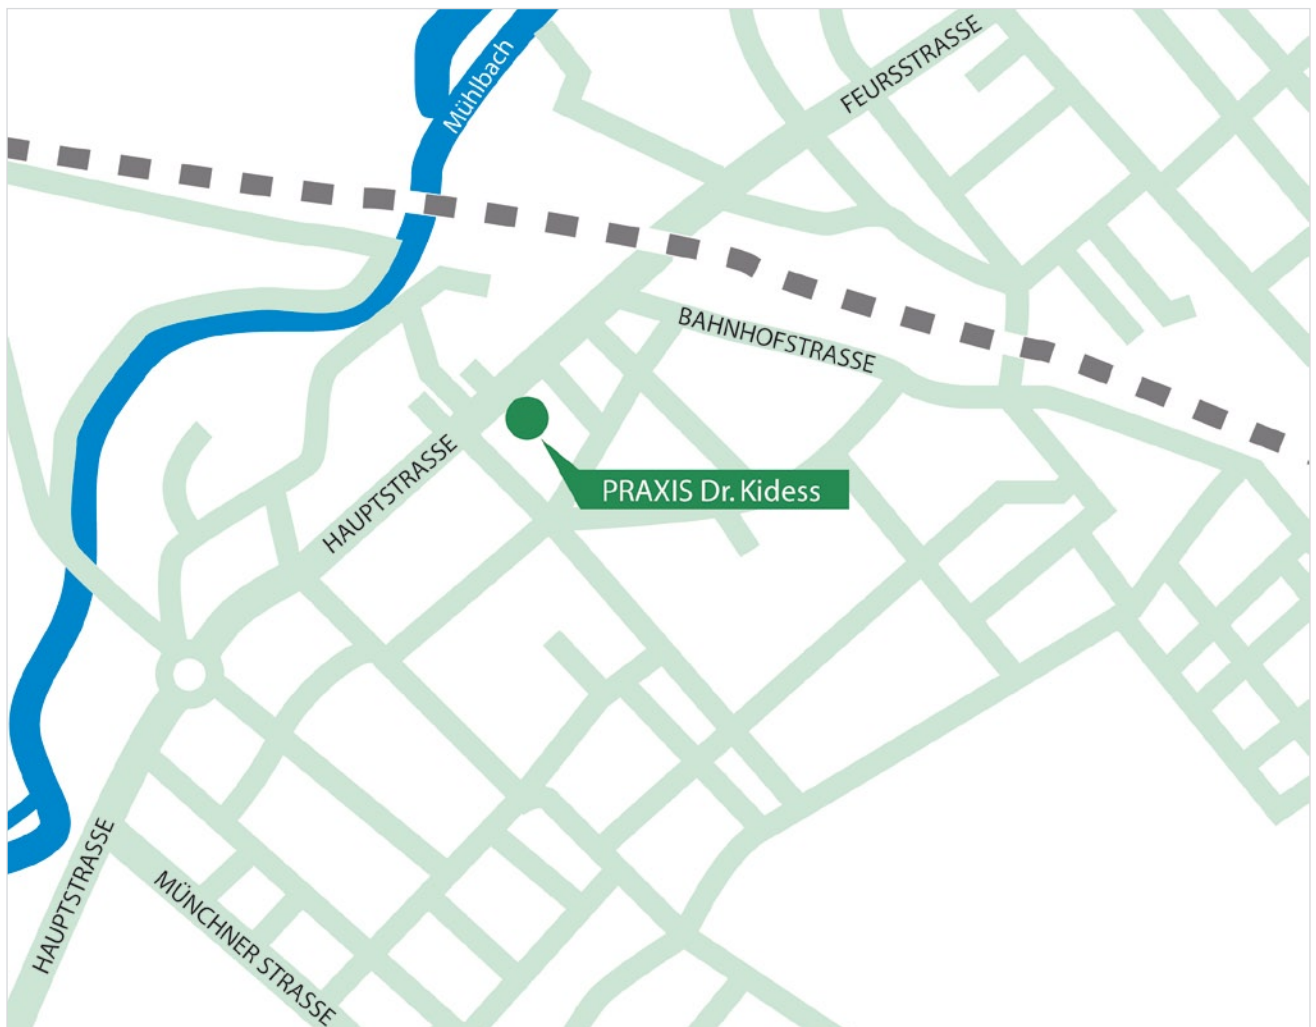 Mühlbach
FEURSSTRASSE
BAHNHOFSTRASSE
HAUPTSTRASSE
PRAXIS Dr. Kidess
HAUPTSTRASSE
MÜNCHNER STRASSE